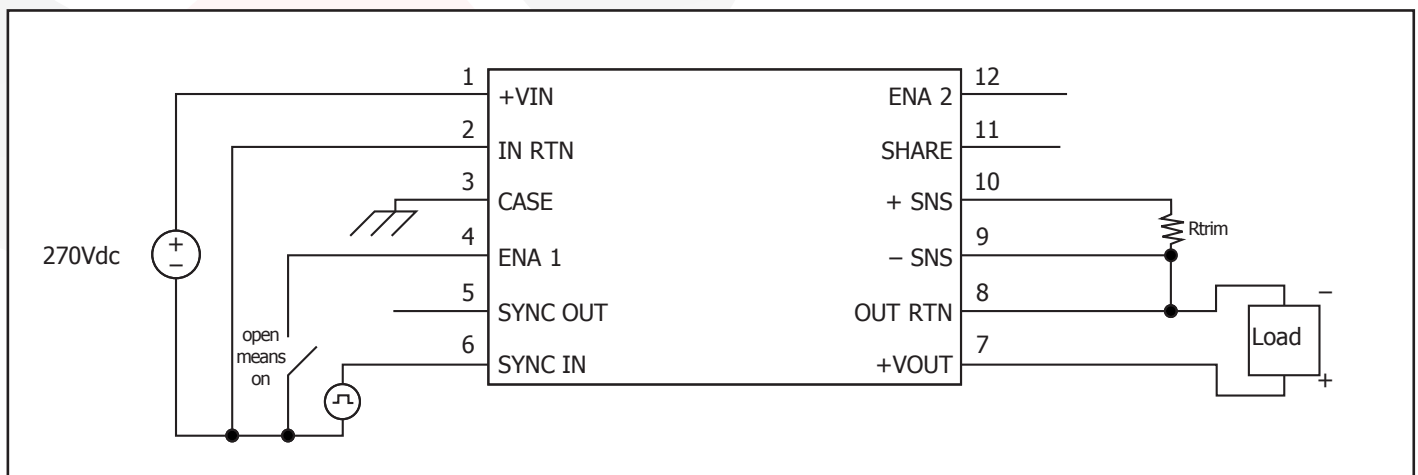 1
+VIN
2
IN RTN
3
CASE
4
ENA 1
5
SYNC OUT
6
SYNC IN
12
ENA 2
11
SHARE
10
+ SNS
9
– SNS
8
OUT RTN
7
+VOUT
270Vdc
+
–
open
means
on
Rtrim
–
Load
+